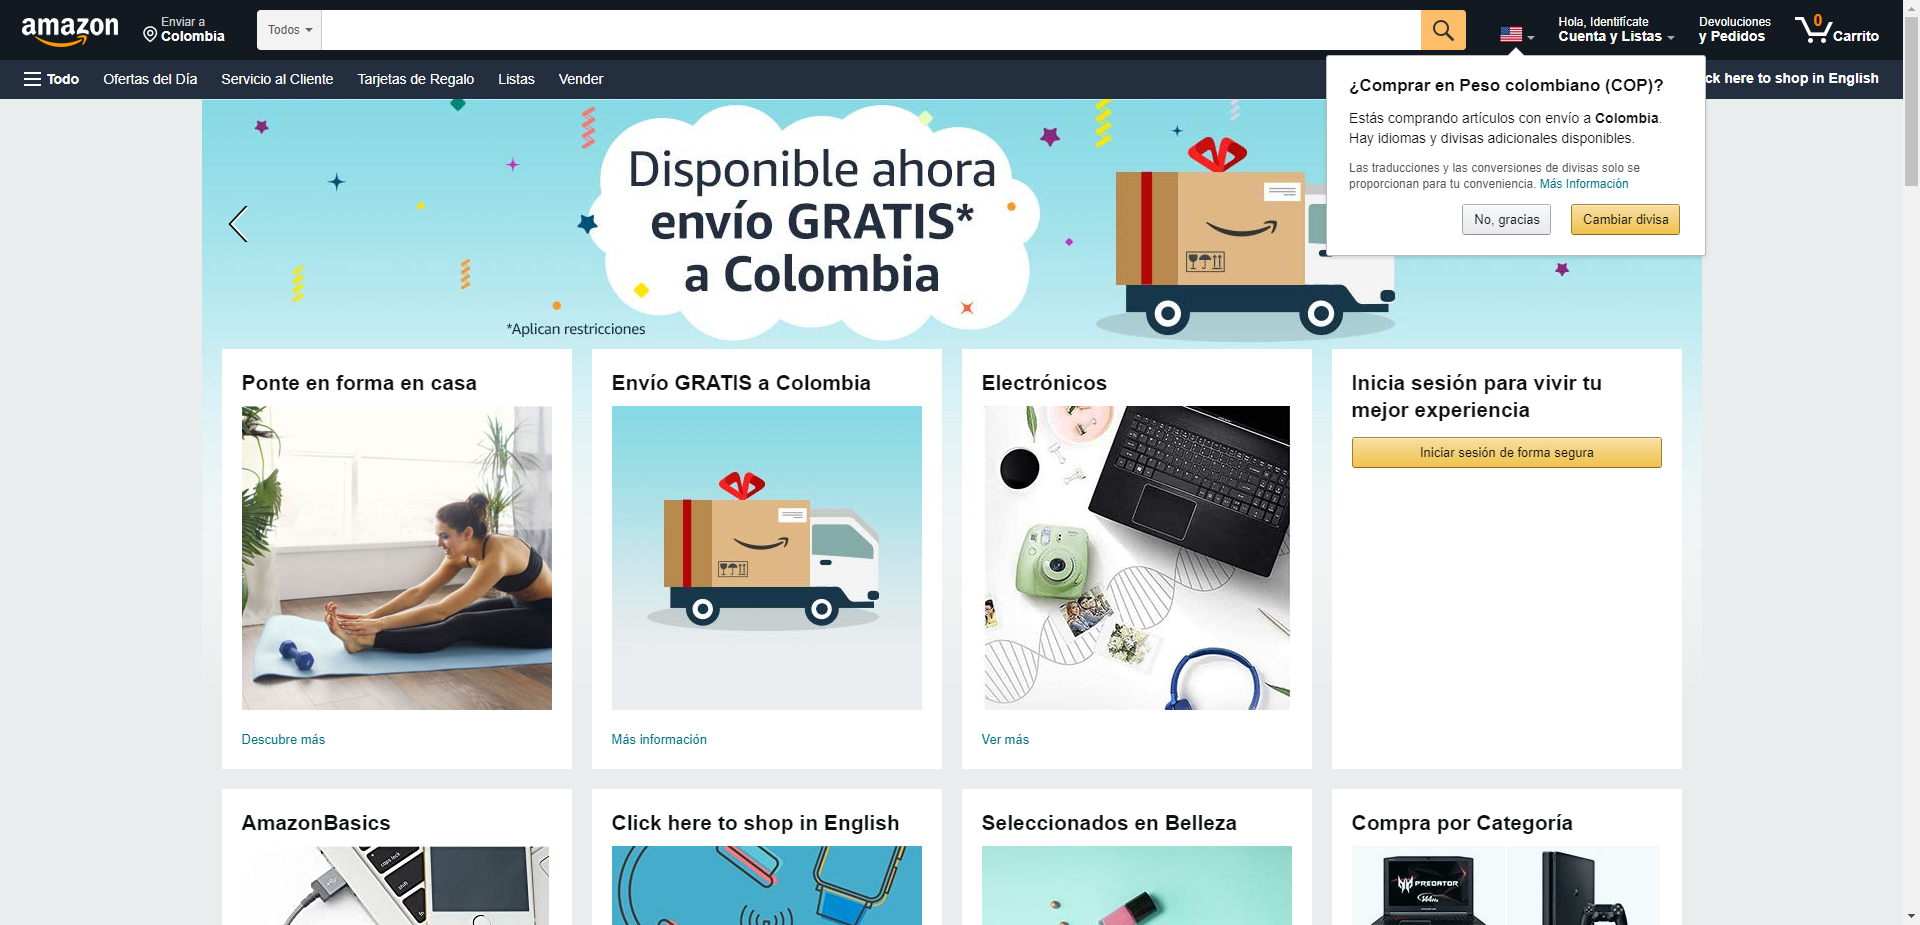 amazon
Enviar a
Colombia
Todos
Hola, Identifícate
Cuenta y Listas
Devoluciones
y Pedidos
0
Carrito
Todo
Ofertas del Día
Servicio al Cliente
Tarjetas de Regalo
Listas
Vender
ck here to shop in English
¿Comprar en Peso colombiano (COP)?
Estás comprando artículos con envío a Colombia.
Hay idiomas y divisas adicionales disponibles.
Las traducciones y las conversiones de divisas solo se
proporcionan para tu conveniencia. Más Información
No, gracias
Cambiar divisa
Disponible ahora
envío GRATIS*
a Colombia
*Aplican restricciones
Ponte en forma en casa
Descubre más
Envío GRATIS a Colombia
Más información
Electrónicos
Ver más
Inicia sesión para vivir tu
mejor experiencia
Iniciar sesión de forma segura
AmazonBasics
caps lock
shift
Click here to shop in English
Seleccionados en Belleza
Compra por Categoría
PREDATOR